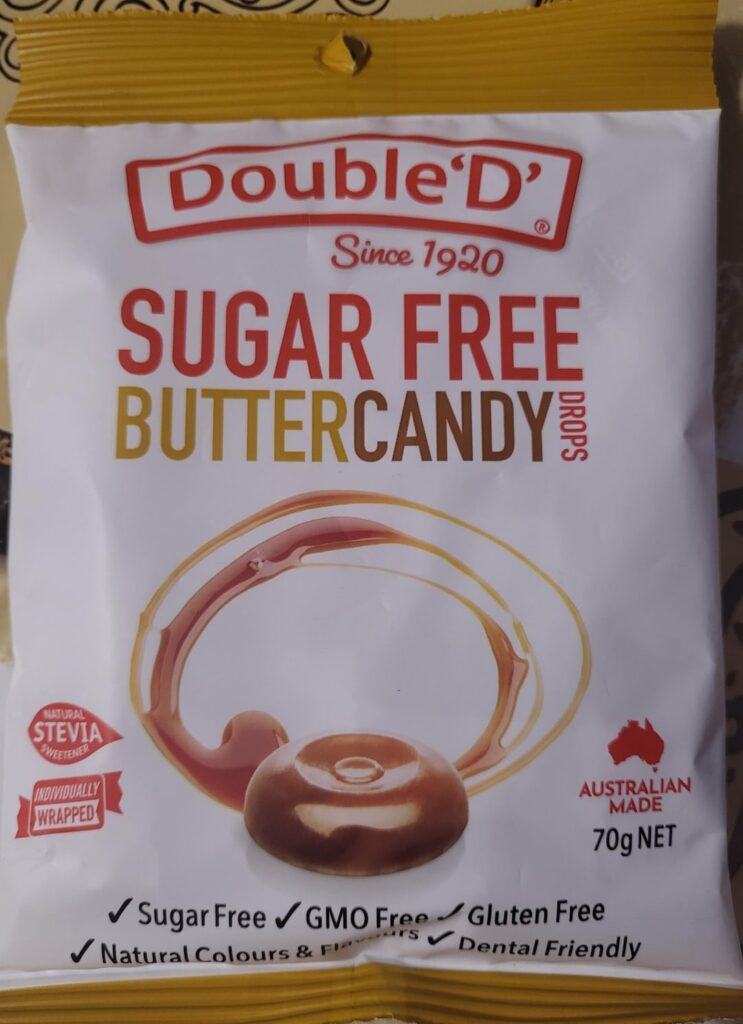 Double 'D'®
Since 1920
SUGAR FREE
BUTTERCANDY DROPS
NATURAL
STEVIA
SWEETENER
INDIVIDUALLY
WRAPPED
AUSTRALIAN
MADE
70g NET
✓ Sugar Free ✓ GMO Free ✓ Gluten Free
✓ Natural Colours & Flavours ✓ Dental Friendly